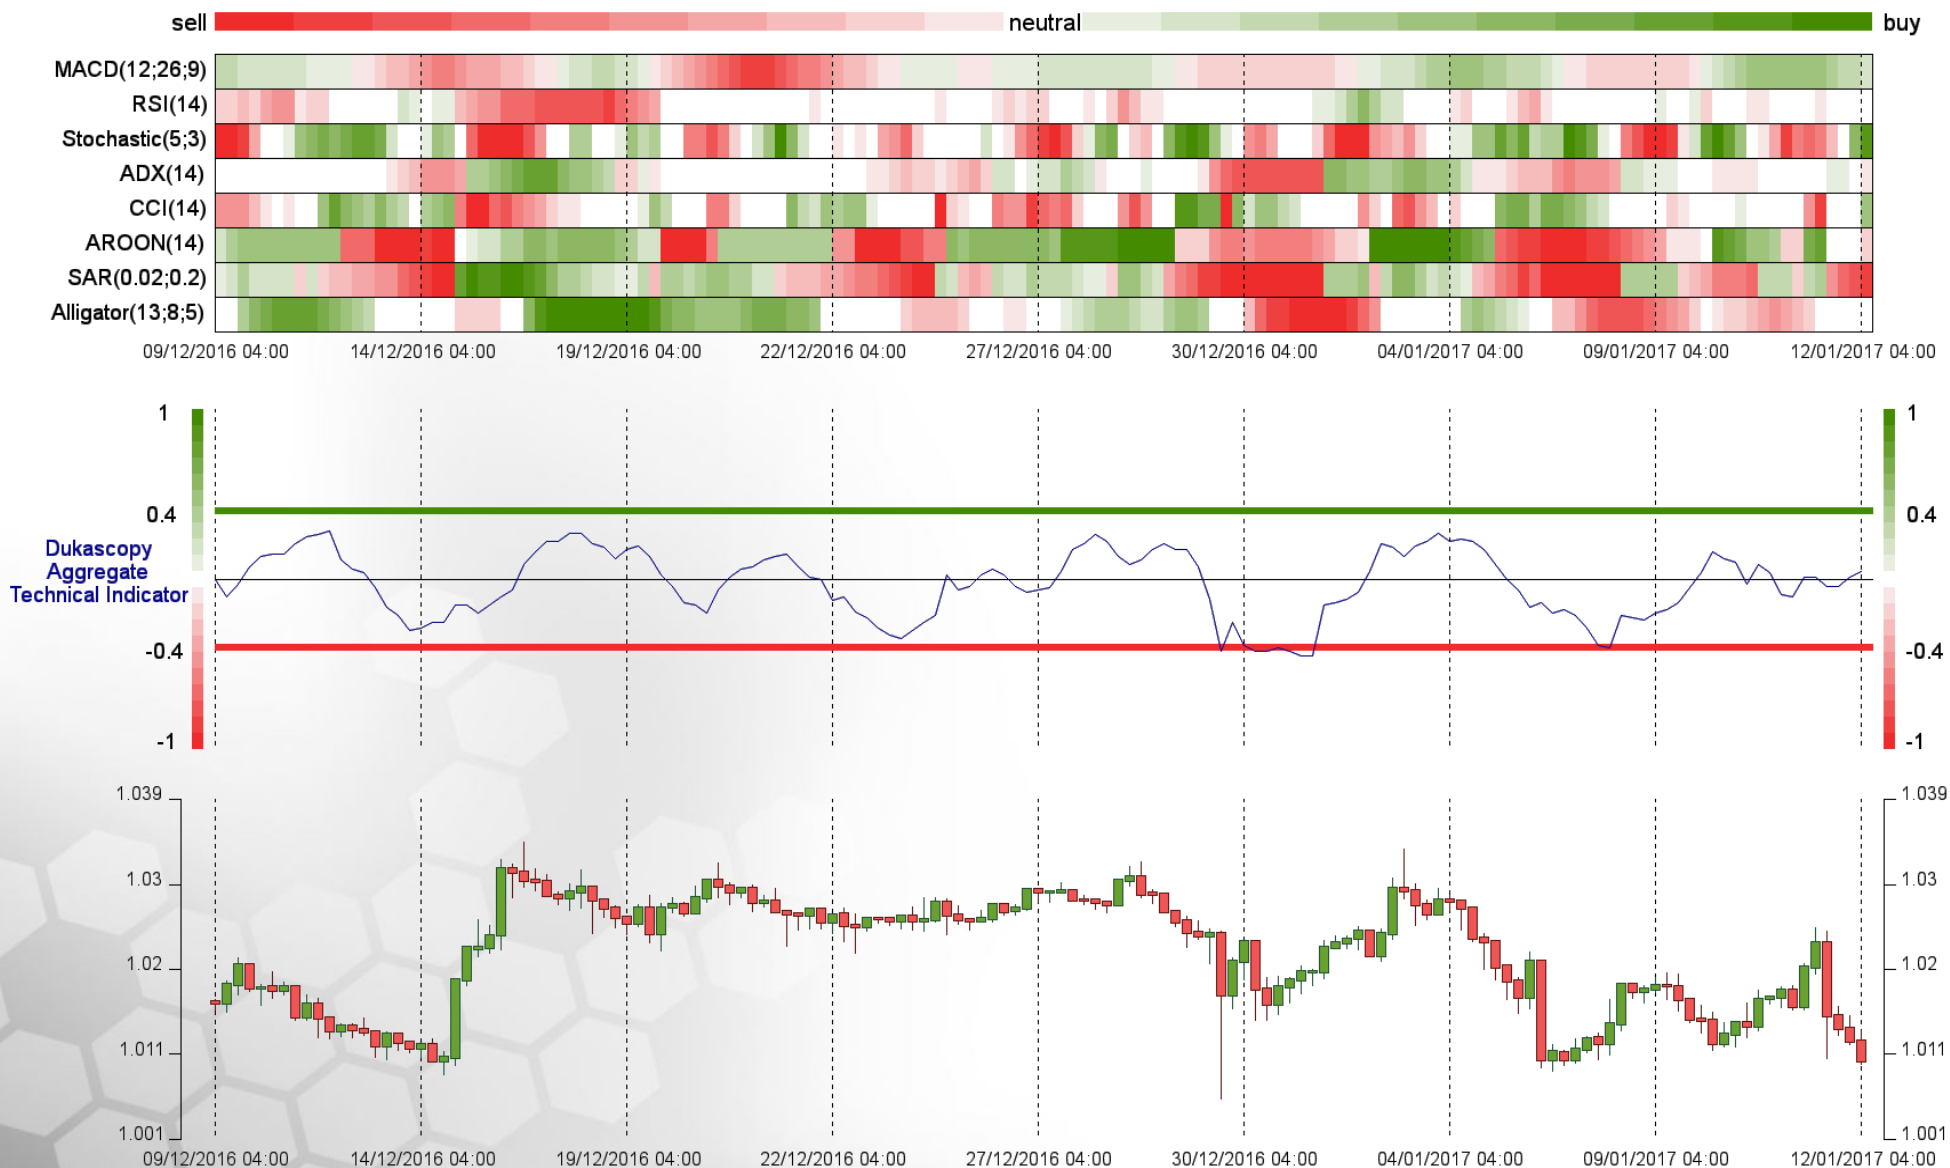 sell neutral buy
MACD(12;26;9)
RSI(14)
Stochastic(5;3)
ADX(14)
CCI(14)
AROON(14)
SAR(0.02;0.2)
Alligator(13;8;5)
09/12/2016 04:00 14/12/2016 04:00 19/12/2016 04:00 22/12/2016 04:00 27/12/2016 04:00 30/12/2016 04:00 04/01/2017 04:00 09/01/2017 04:00 12/01/2017 04:00
1 1
0.4 0.4
Dukascopy
Aggregate
Technical Indicator
-0.4 -0.4
-1 -1
1.039 1.039
1.03 1.03
1.02 1.02
1.011 1.011
1.001 1.001
09/12/2016 04:00 14/12/2016 04:00 19/12/2016 04:00 22/12/2016 04:00 27/12/2016 04:00 30/12/2016 04:00 04/01/2017 04:00 09/01/2017 04:00 12/01/2017 04:00